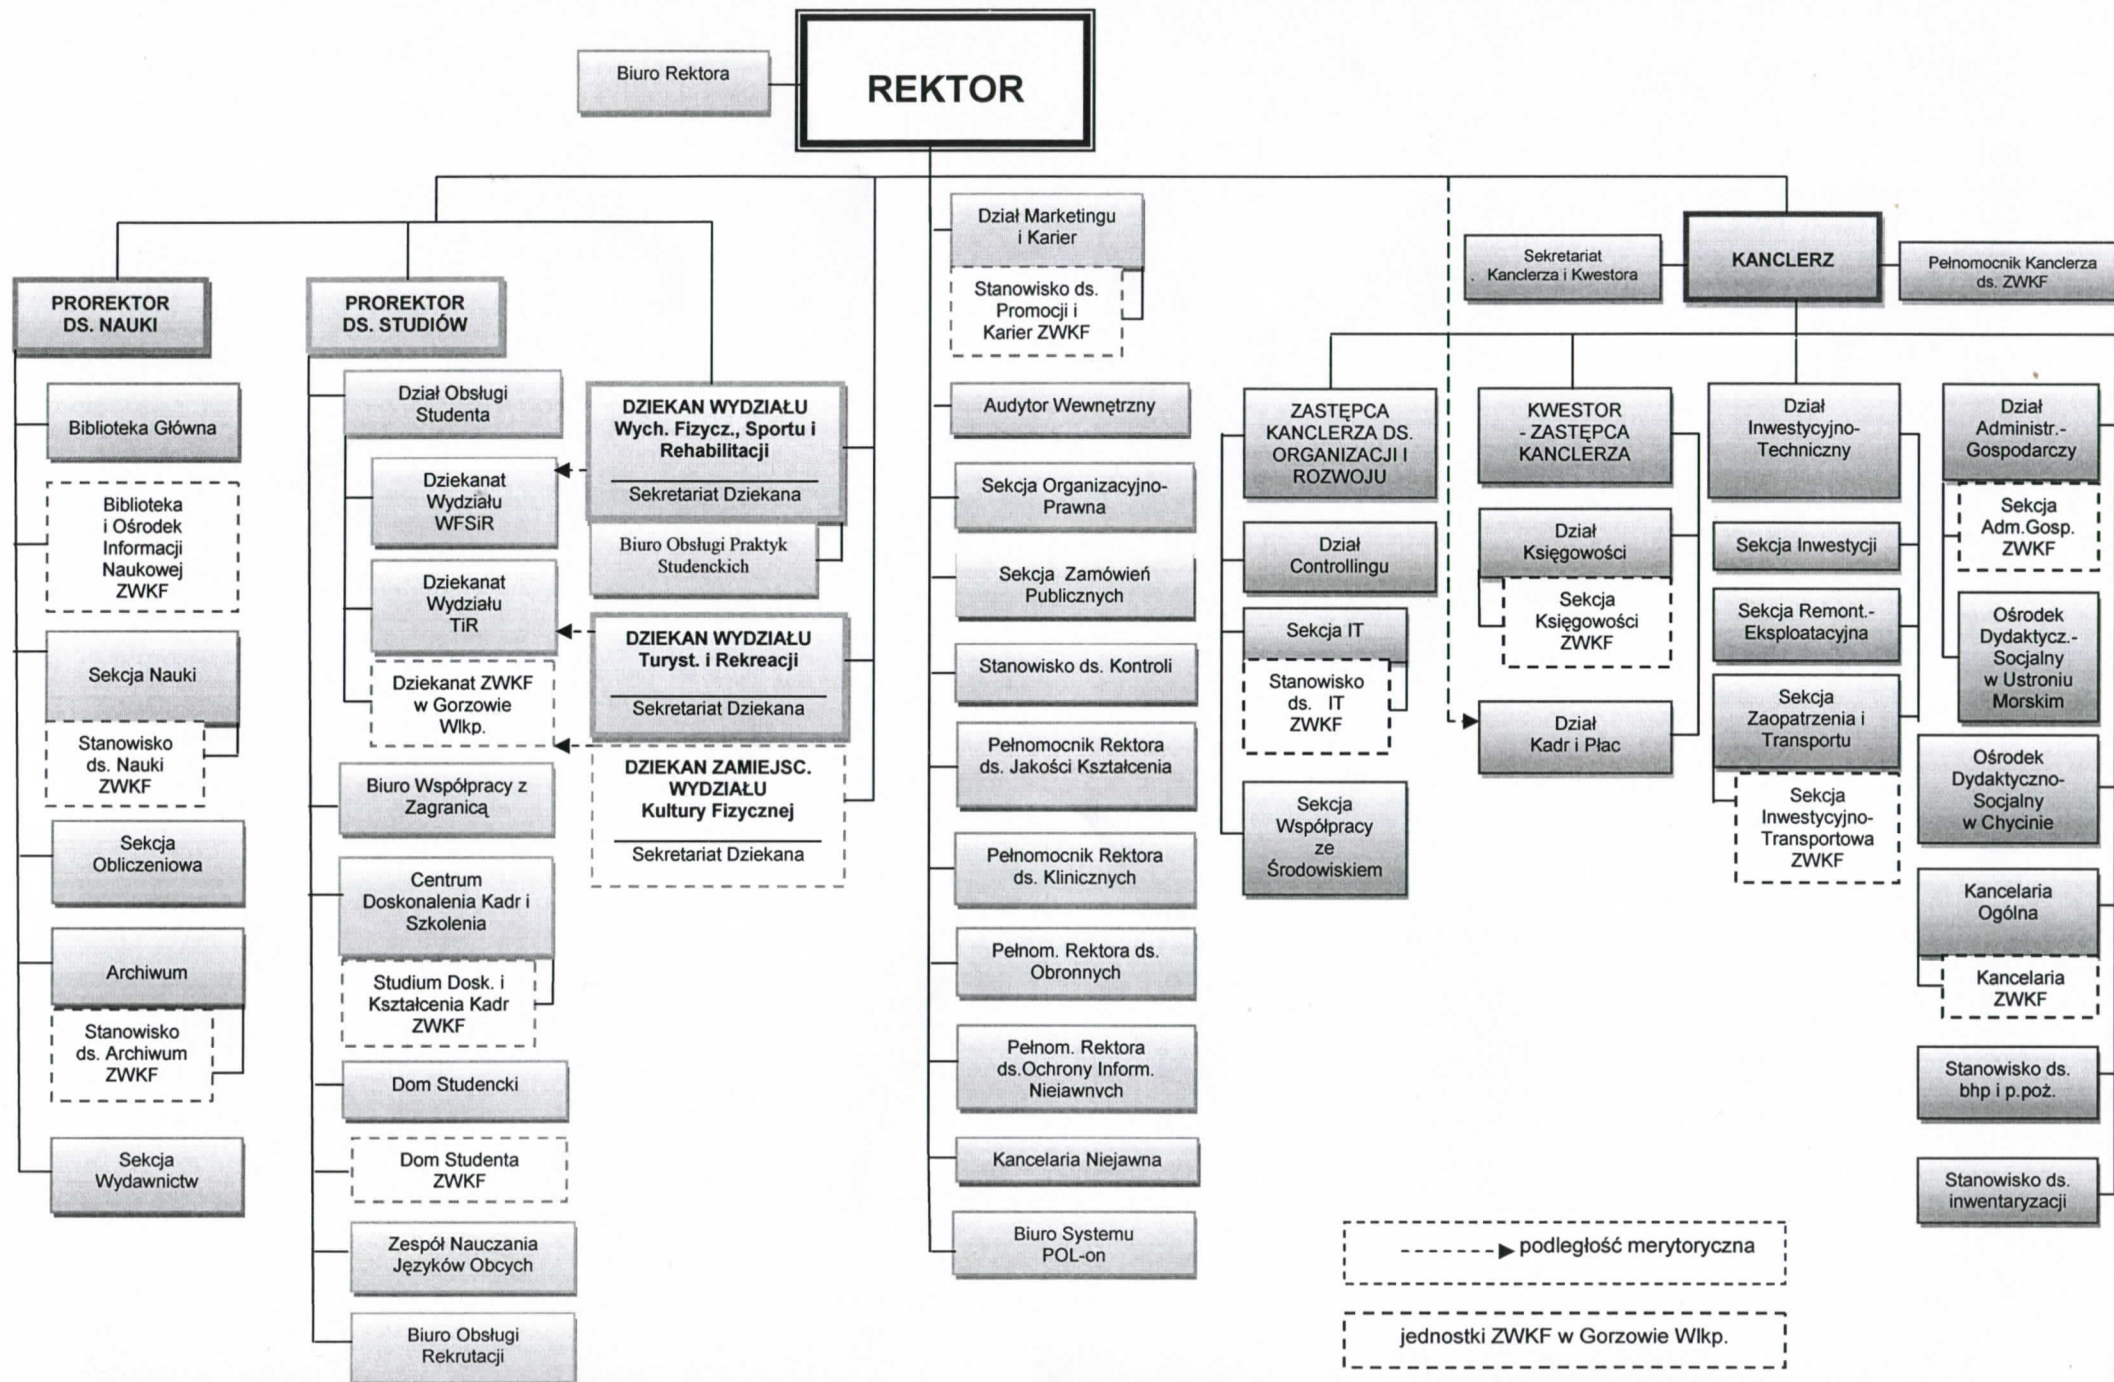 Biuro Rektora
REKTOR
PROREKTOR
DS. NAUKI
Biblioteka Główna
Biblioteka
i Ośrodek
Informacji
Naukowej
ZWKF
Sekcja Nauki
Stanowisko
ds. Nauki
ZWKF
Sekcja
Obliczeniowa
Archiwum
Stanowisko
ds. Archiwum
ZWKF
Sekcja
Wydawnictw
PROREKTOR
DS. STUDIÓW
Dział Obsługi
Studenta
Dziekanat
Wydziału
WFSiR
Dziekanat
Wydziału
TiR
Dziekanat ZWKF
w Gorzowie
Wlkp.
Biuro Współpracy z
Zagranicą
Centrum
Doskonalenia Kadr i
Szkolenia
Studium Dosk. i
Kształcenia Kadr
ZWKF
Dom Studencki
Dom Studenta
ZWKF
Zespół Nauczania
Języków Obcych
Biuro Obsługi
Rekrutacji
DZIEKAN WYDZIAŁU
Wych. Fizycz., Sportu i
Rehabilitacji
Sekretariat Dziekana
Biuro Obsługi Praktyk
Studenckich
DZIEKAN WYDZIAŁU
Turyst. i Rekreacji
Sekretariat Dziekana
DZIEKAN ZAMIEJSC.
WYDZIAŁU
Kultury Fizycznej
Sekretariat Dziekana
Dział Marketingu
i Karier
Stanowisko ds.
Promocji i
Karier ZWKF
Audytor Wewnętrzny
Sekcja Organizacyjno-
Prawna
Sekcja Zamówień
Publicznych
Stanowisko ds. Kontroli
Pełnomocnik Rektora
ds. Jakości Kształcenia
Pełnomocnik Rektora
ds. Klinicznych
Pełnom. Rektora ds.
Obronnych
Pełnom. Rektora
ds.Ochrony Inform.
Niejawnych
Kancelaria Niejawna
Biuro Systemu
POL-on
Sekretariat
Kanclerza i Kwestora
KANCLERZ
Pełnomocnik Kanclerza
ds. ZWKF
ZASTĘPCA
KANCLERZA DS.
ORGANIZACJI I
ROZWOJU
Dział
Controllingu
Sekcja IT
Stanowisko
ds. IT
ZWKF
Sekcja
Współpracy
ze
Środowiskiem
KWESTOR
- ZASTĘPCA
KANCLERZA
Dział
Księgowości
Sekcja
Księgowości
ZWKF
Dział
Kadr i Płac
Dział
Inwestycyjno-
Techniczny
Sekcja Inwestycji
Sekcja Remont.-
Eksploatacyjna
Sekcja
Zaopatrzenia i
Transportu
Sekcja
Inwestycyjno-
Transportowa
ZWKF
Dział
Administr.-
Gospodarczy
Sekcja
Adm.Gosp.
ZWKF
Ośrodek
Dydaktycz.-
Socjalny
w Ustroniu
Morskim
Ośrodek
Dydaktyczno-
Socjalny
w Chycinie
Kancelaria
Ogólna
Kancelaria
ZWKF
Stanowisko ds.
bhp i p.poż.
Stanowisko ds.
inwentaryzacji
podległość merytoryczna
jednostki ZWKF w Gorzowie Wlkp.